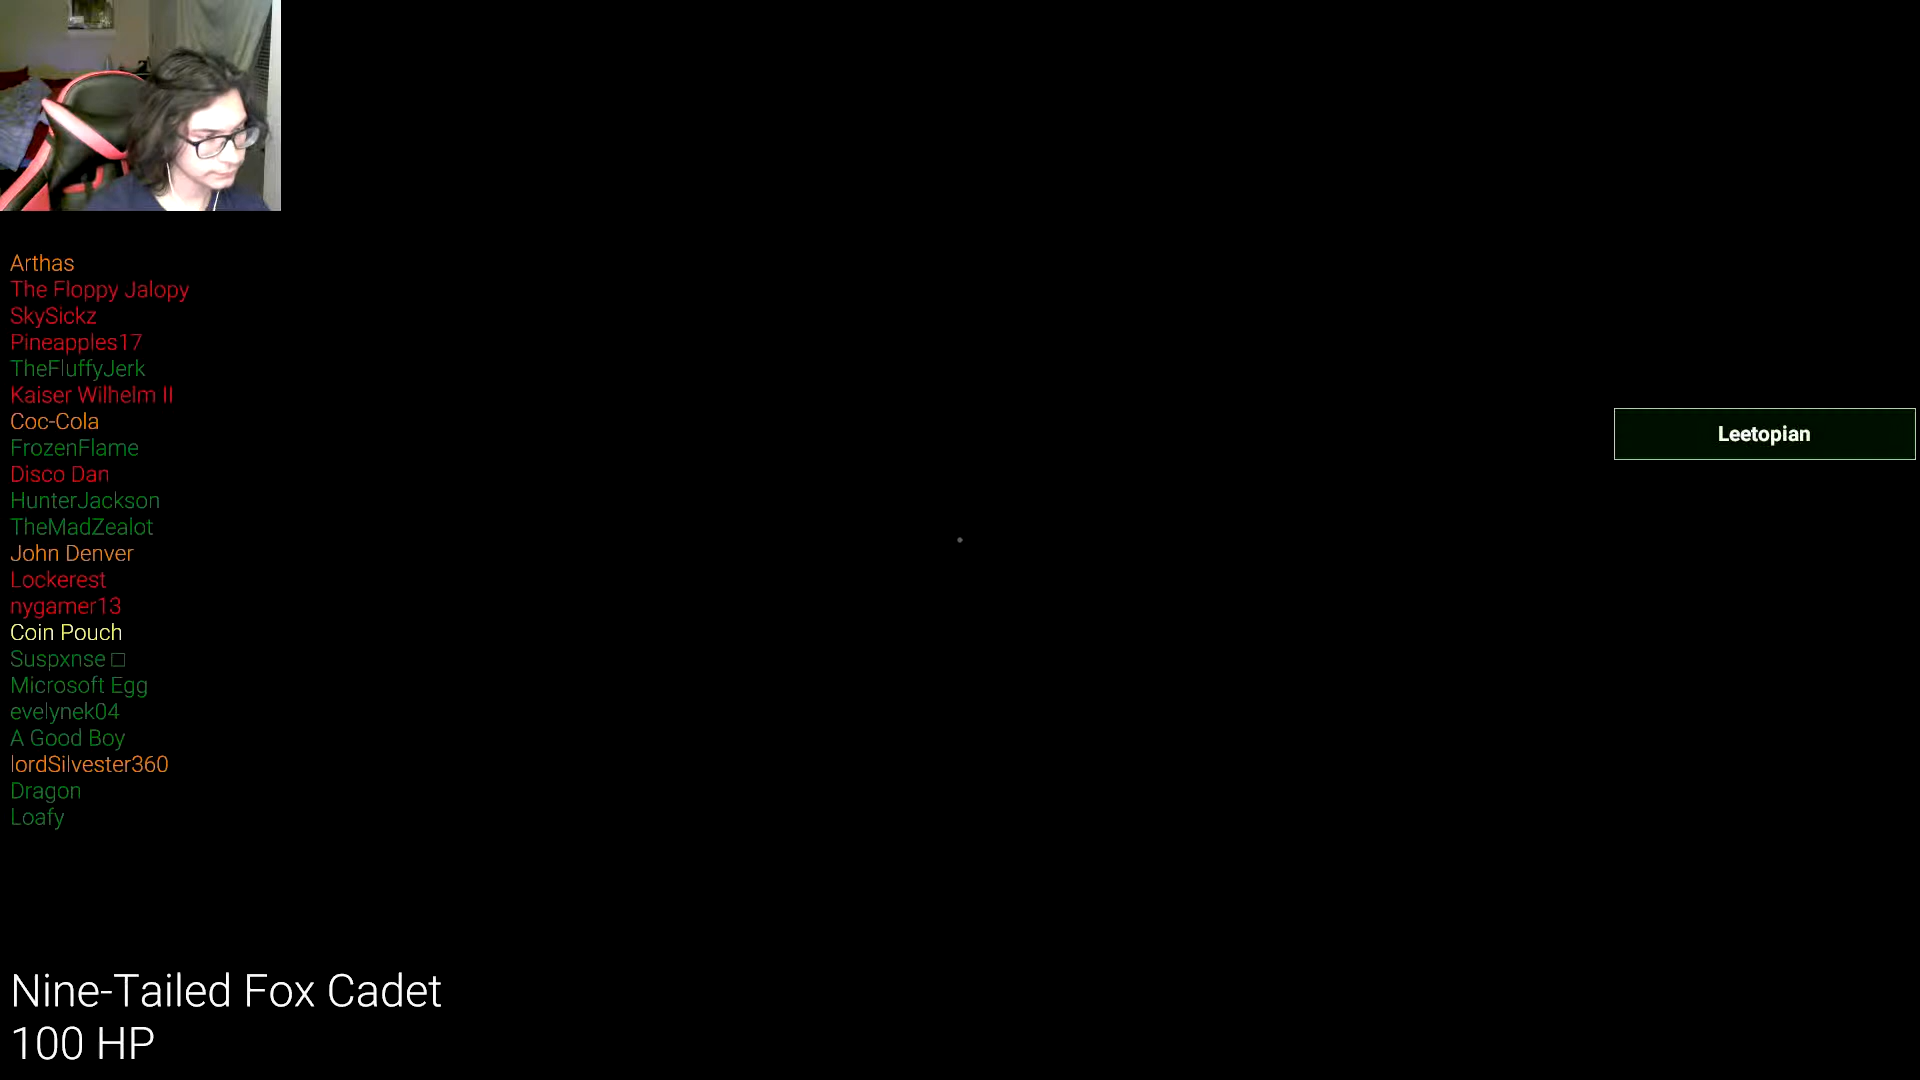 Arthas
The Floppy Jalopy
SkySickz
Pineapples17
TheFluffyJerk
Kaiser Wilhelm II
Coc-Cola
FrozenFlame
Disco Dan
HunterJackson
TheMadZealot
John Denver
Lockerest
nygamer13
Coin Pouch
Suspxnse □
Microsoft Egg
evelynek04
A Good Boy
lordSilvester360
Dragon
Loafy
Leetopian
Nine-Tailed Fox Cadet
100 HP